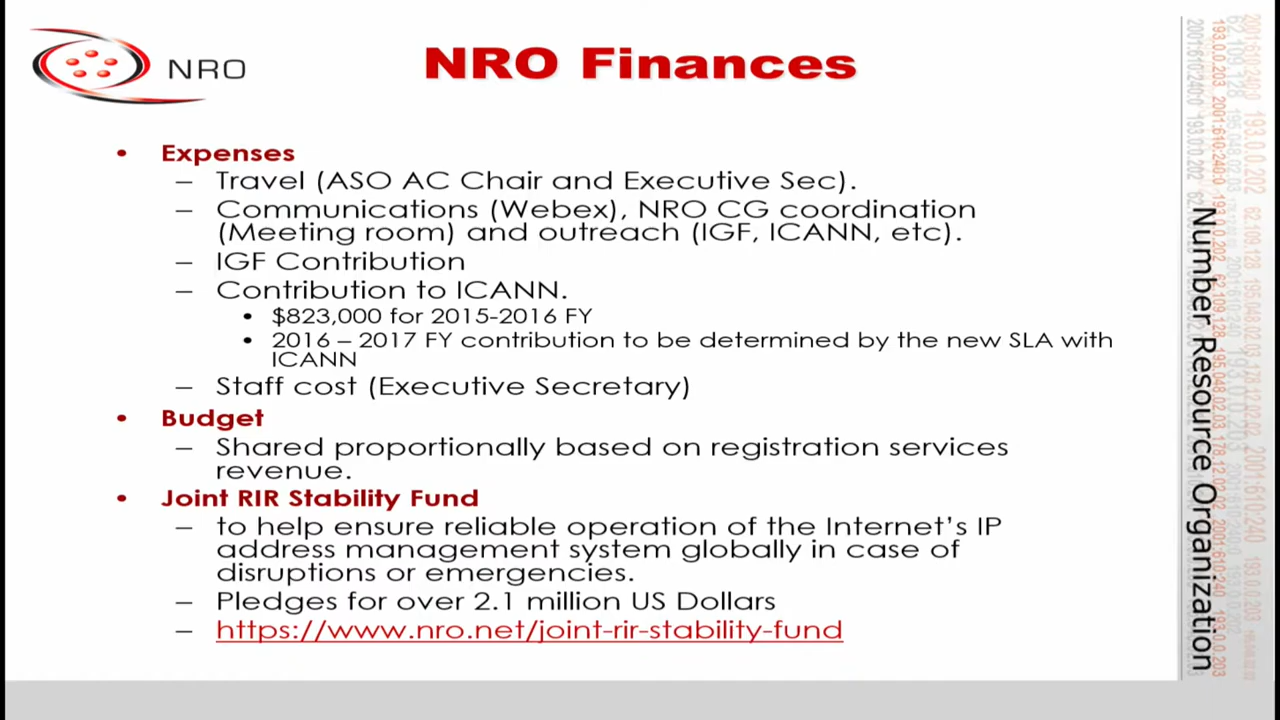 NRO
NRO Finances
• Expenses
– Travel (ASO AC Chair and Executive Sec).
– Communications (Webex), NRO CG coordination
(Meeting room) and outreach (IGF, ICANN, etc).
– IGF Contribution
– Contribution to ICANN.
• $823,000 for 2015-2016 FY
• 2016 – 2017 FY contribution to be determined by the new SLA with
ICANN
– Staff cost (Executive Secretary)
• Budget
– Shared proportionally based on registration services
revenue.
• Joint RIR Stability Fund
– to help ensure reliable operation of the Internet's IP
address management system globally in case of
disruptions or emergencies.
– Pledges for over 2.1 million US Dollars
– https://www.nro.net/joint-rir-stability-fund
Number Resource Organization